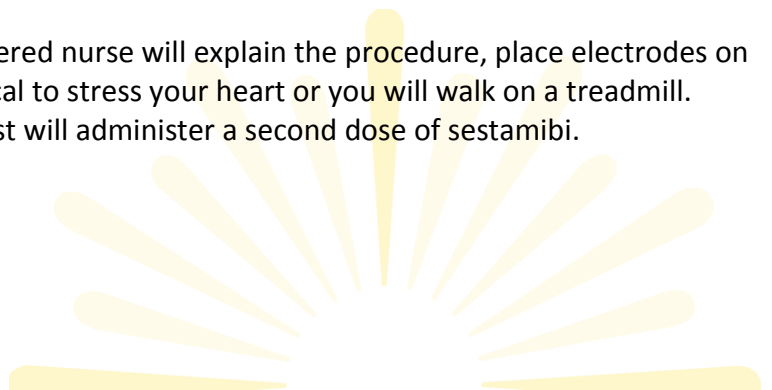 ered nurse will explain the procedure, place electrodes on
cal to stress your heart or you will walk on a treadmill.
st will administer a second dose of sestamibi.